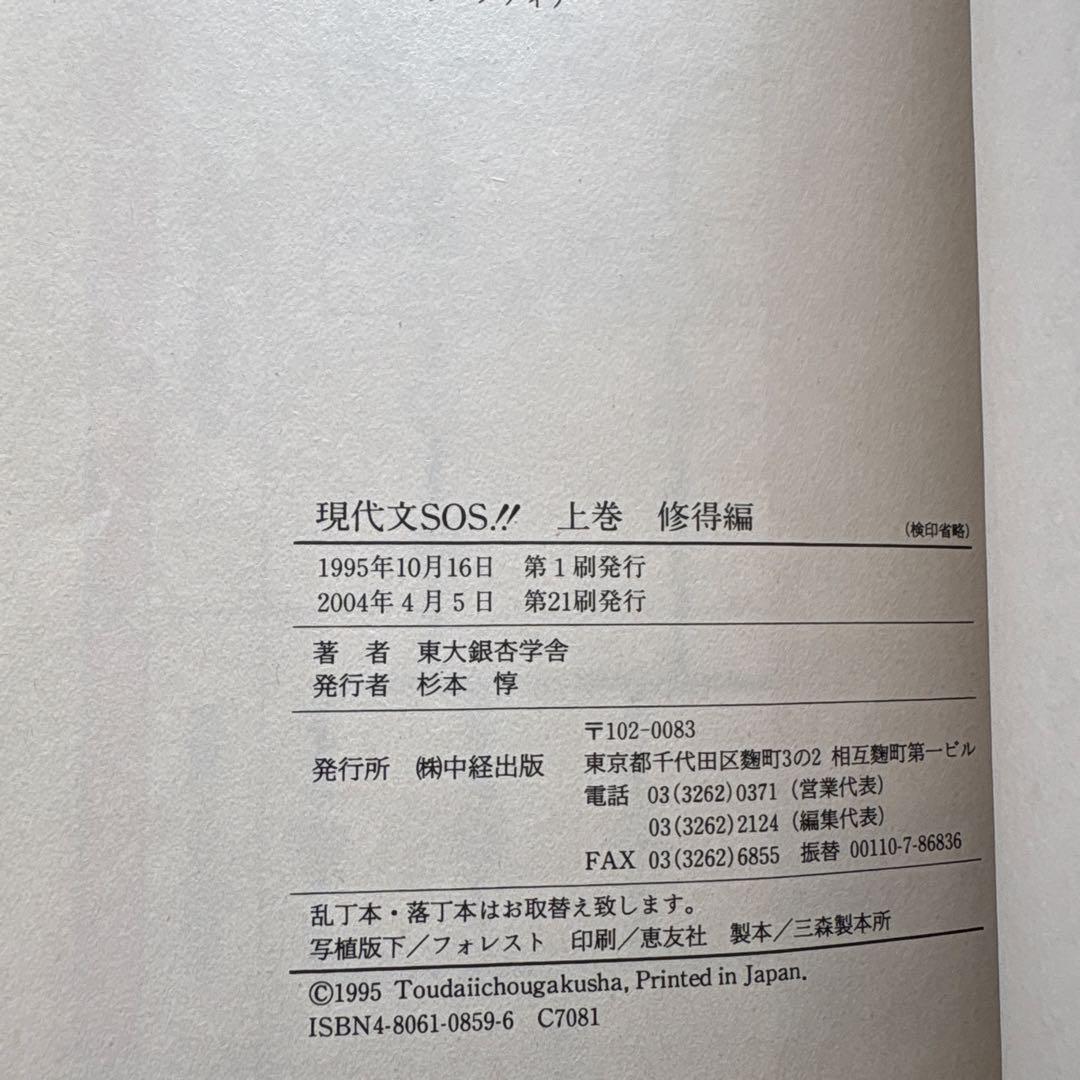 現代文SOS!! 上巻 修得編 (検印省略)
1995年10月16日 第1刷発行
2004年4月5日 第21刷発行
著 者 東大銀杏学舎
発行者 杉本 惇
発行所 ㈱中経出版
〒102-0083
東京都千代田区麴町3の2 相互麴町第一ビル
電話 03(3262)0371 (営業代表)
03(3262)2124 (編集代表)
FAX 03(3262)6855 振替 00110-7-86836
乱丁本・落丁本はお取替え致します。
写植版下/フォレスト 印刷/恵友社 製本/三森製本所
©1995 Toudaiichougakusha, Printed in Japan.
ISBN4-8061-0859-6 C7081